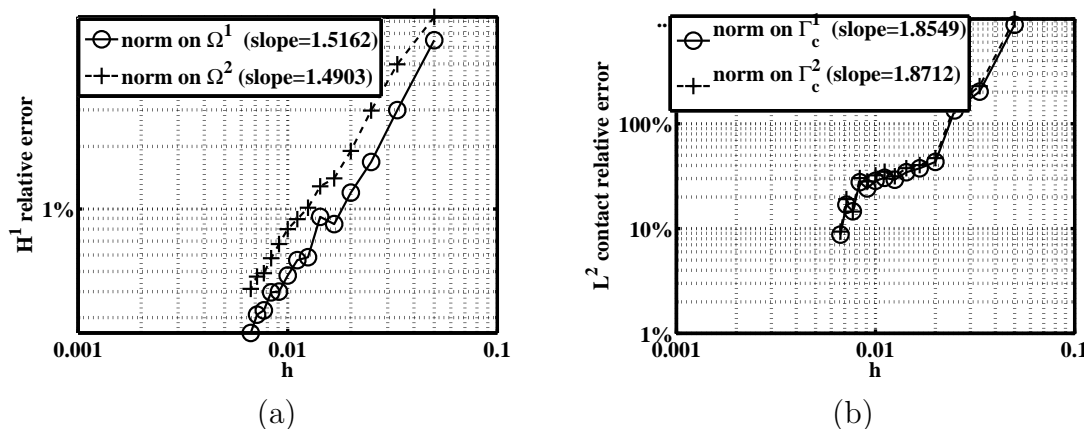 norm on Ω¹ (slope=1.5162)
norm on Ω² (slope=1.4903)
H¹ relative error
1%
0.001
0.01
0.1
h
(a)
norm on Γ_c¹ (slope=1.8549)
norm on Γ_c² (slope=1.8712)
L² contact relative error
100%
10%
1%
0.001
0.01
0.1
h
(b)